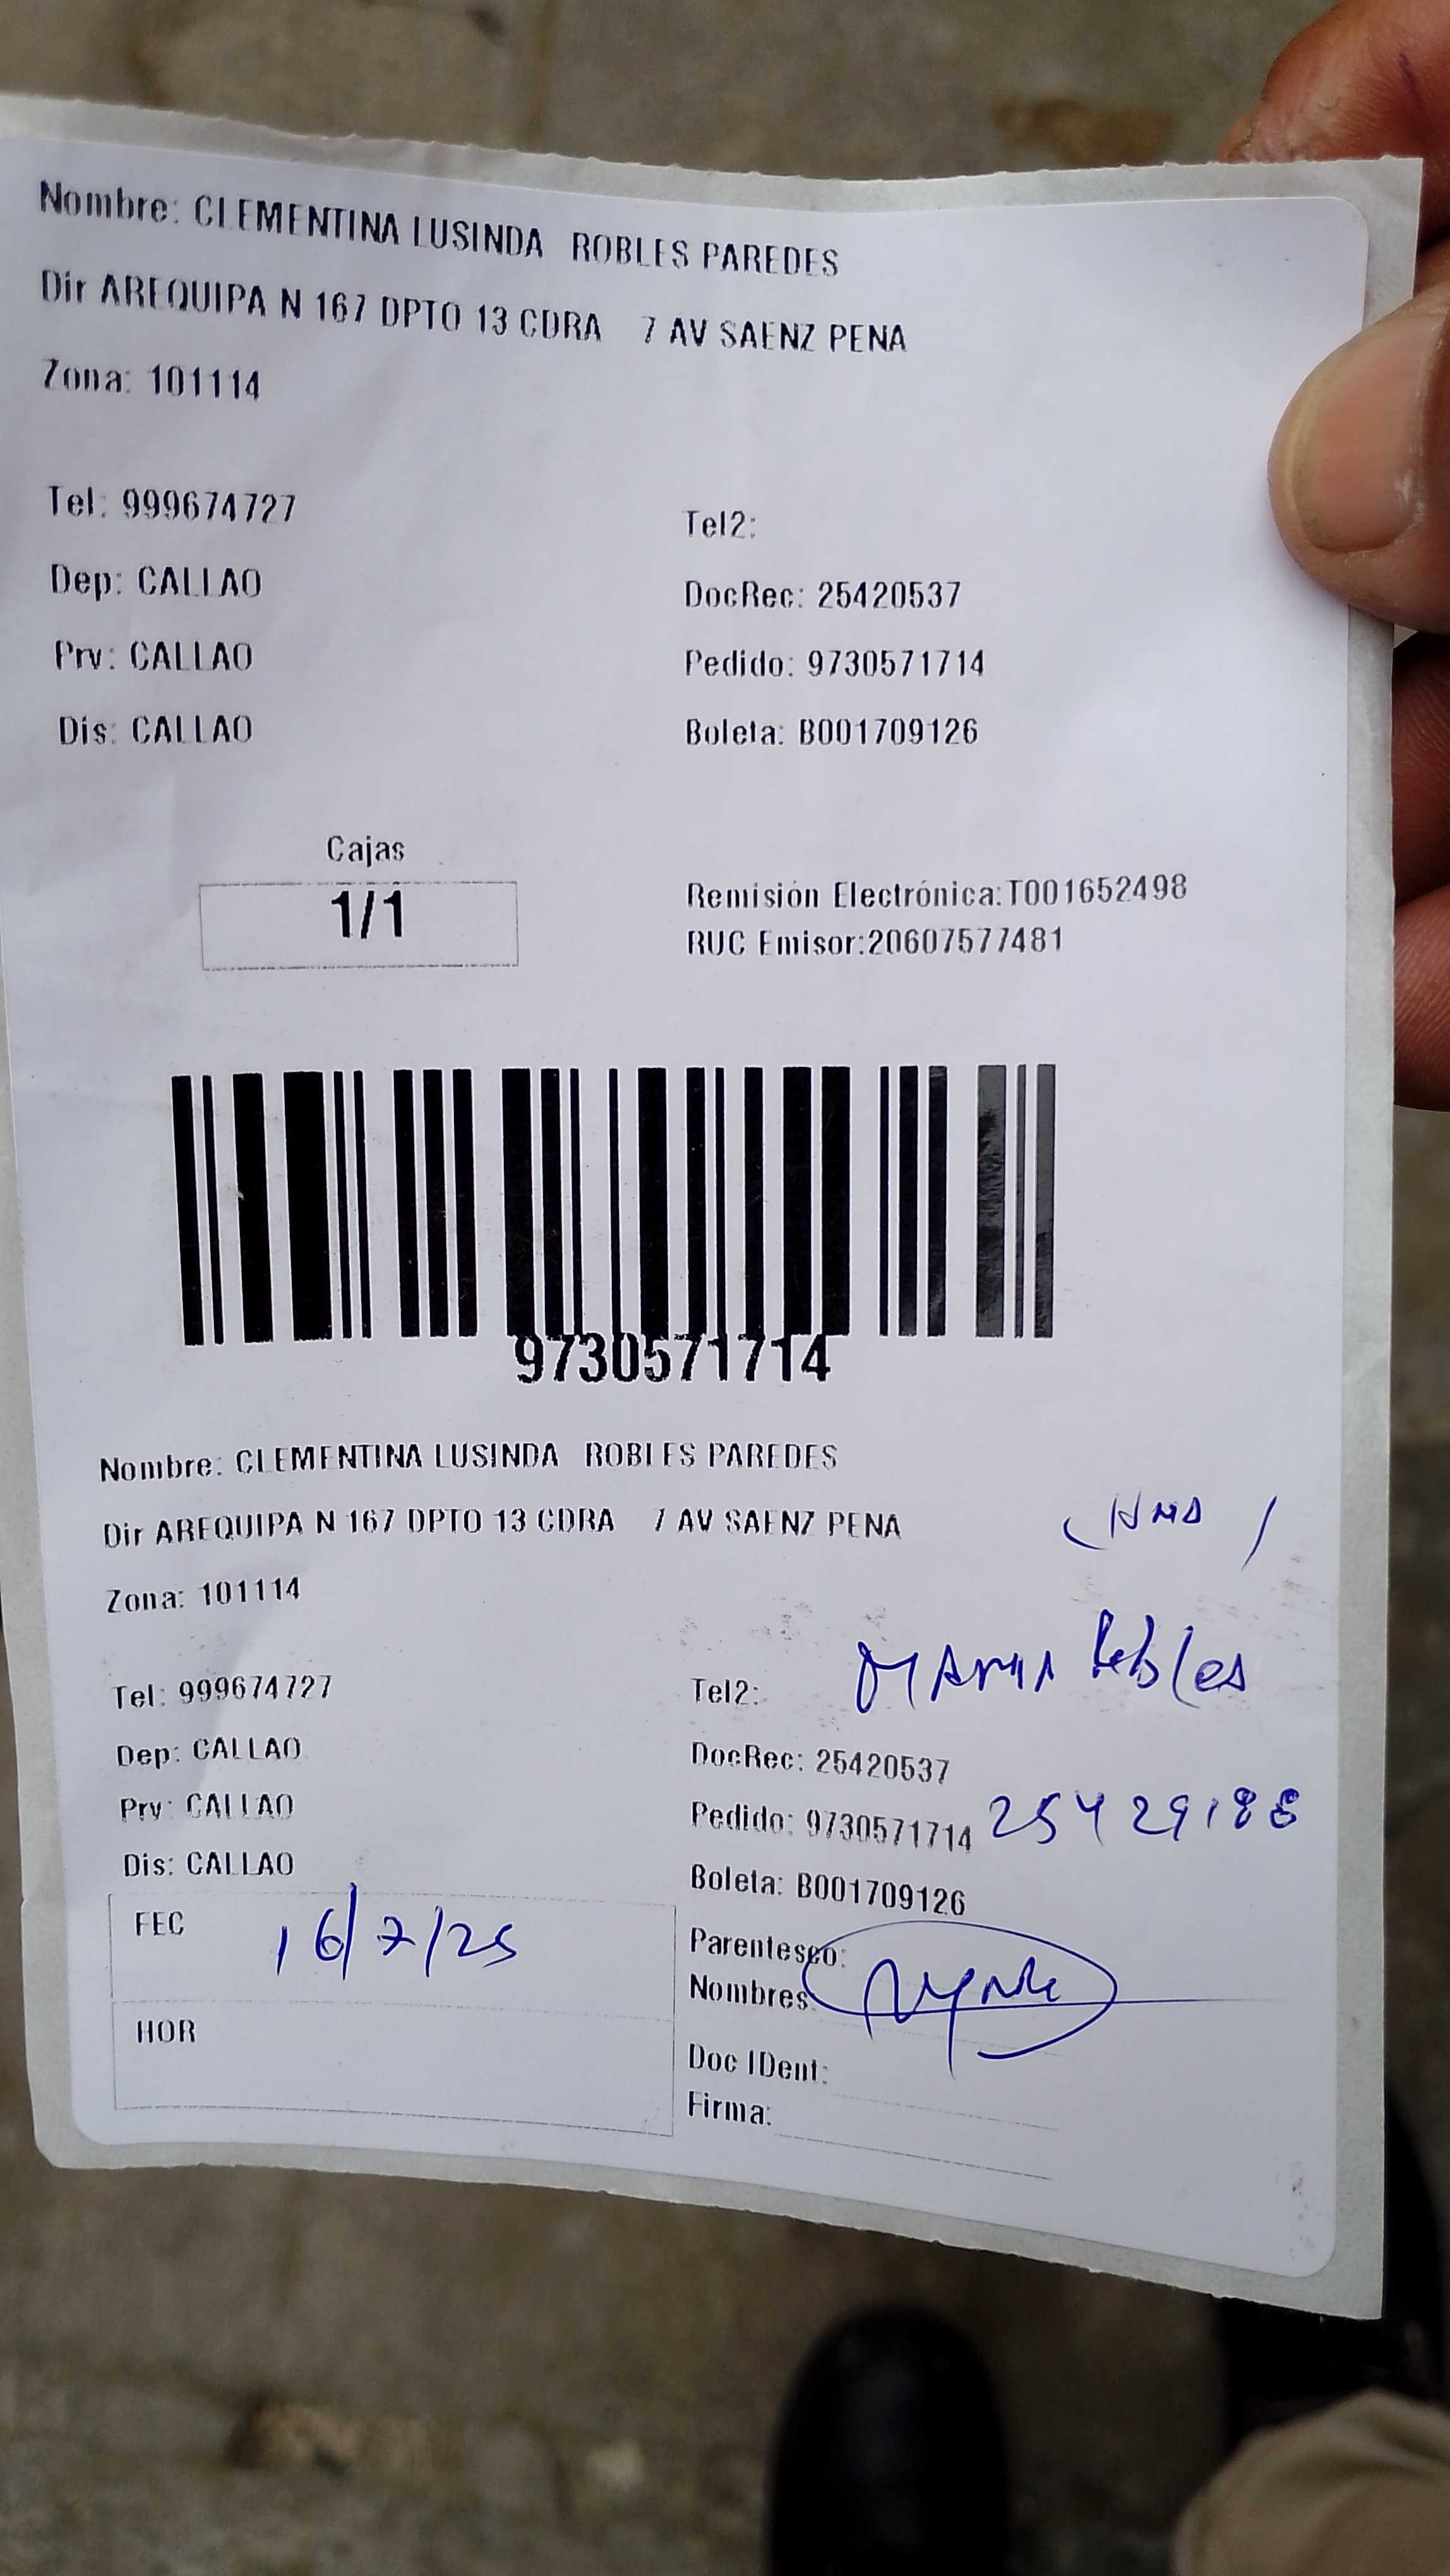 Nombre: CLEMENTINA LUSINDA ROBLES PAREDES
Dir AREQUIPA N 167 DPTO 13 CDRA 7 AV SAENZ PENA
Zona: 101114
Tel: 999674727
Tel2:
Dep: CALLAO
DocRec: 25420537
Prv: CALLAO
Pedido: 9730571714
Dis: CALLAO
Boleta: B001709126
Cajas
1/1
Remisión Electrónica:T001652498
RUC Emisor:20607577481
9730571714
Nombre: CLEMENTINA LUSINDA ROBLES PAREDES
Dir AREQUIPA N 167 DPTO 13 CDRA 7 AV SAENZ PENA
Zona: 101114
Maria Robles
Tel: 999674727
Tel2:
Dep: CALLAO
DocRec: 25420537
Prv: CALLAO
Pedido: 9730571714
Dis: CALLAO
Boleta: B001709126
FEC 16/7/25
Parentesco:
Nombres
HOR
Doc IDent:
Firma: